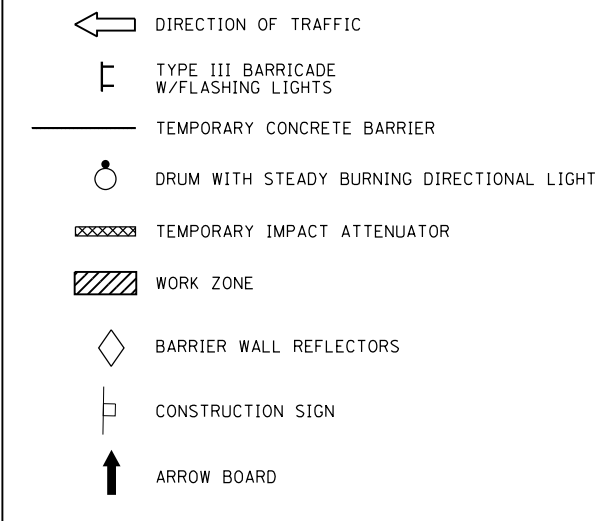 DIRECTION OF TRAFFIC
TYPE III BARRICADE
W/FLASHING LIGHTS
TEMPORARY CONCRETE BARRIER
DRUM WITH STEADY BURNING DIRECTIONAL LIGHT
TEMPORARY IMPACT ATTENUATOR
WORK ZONE
BARRIER WALL REFLECTORS
CONSTRUCTION SIGN
ARROW BOARD